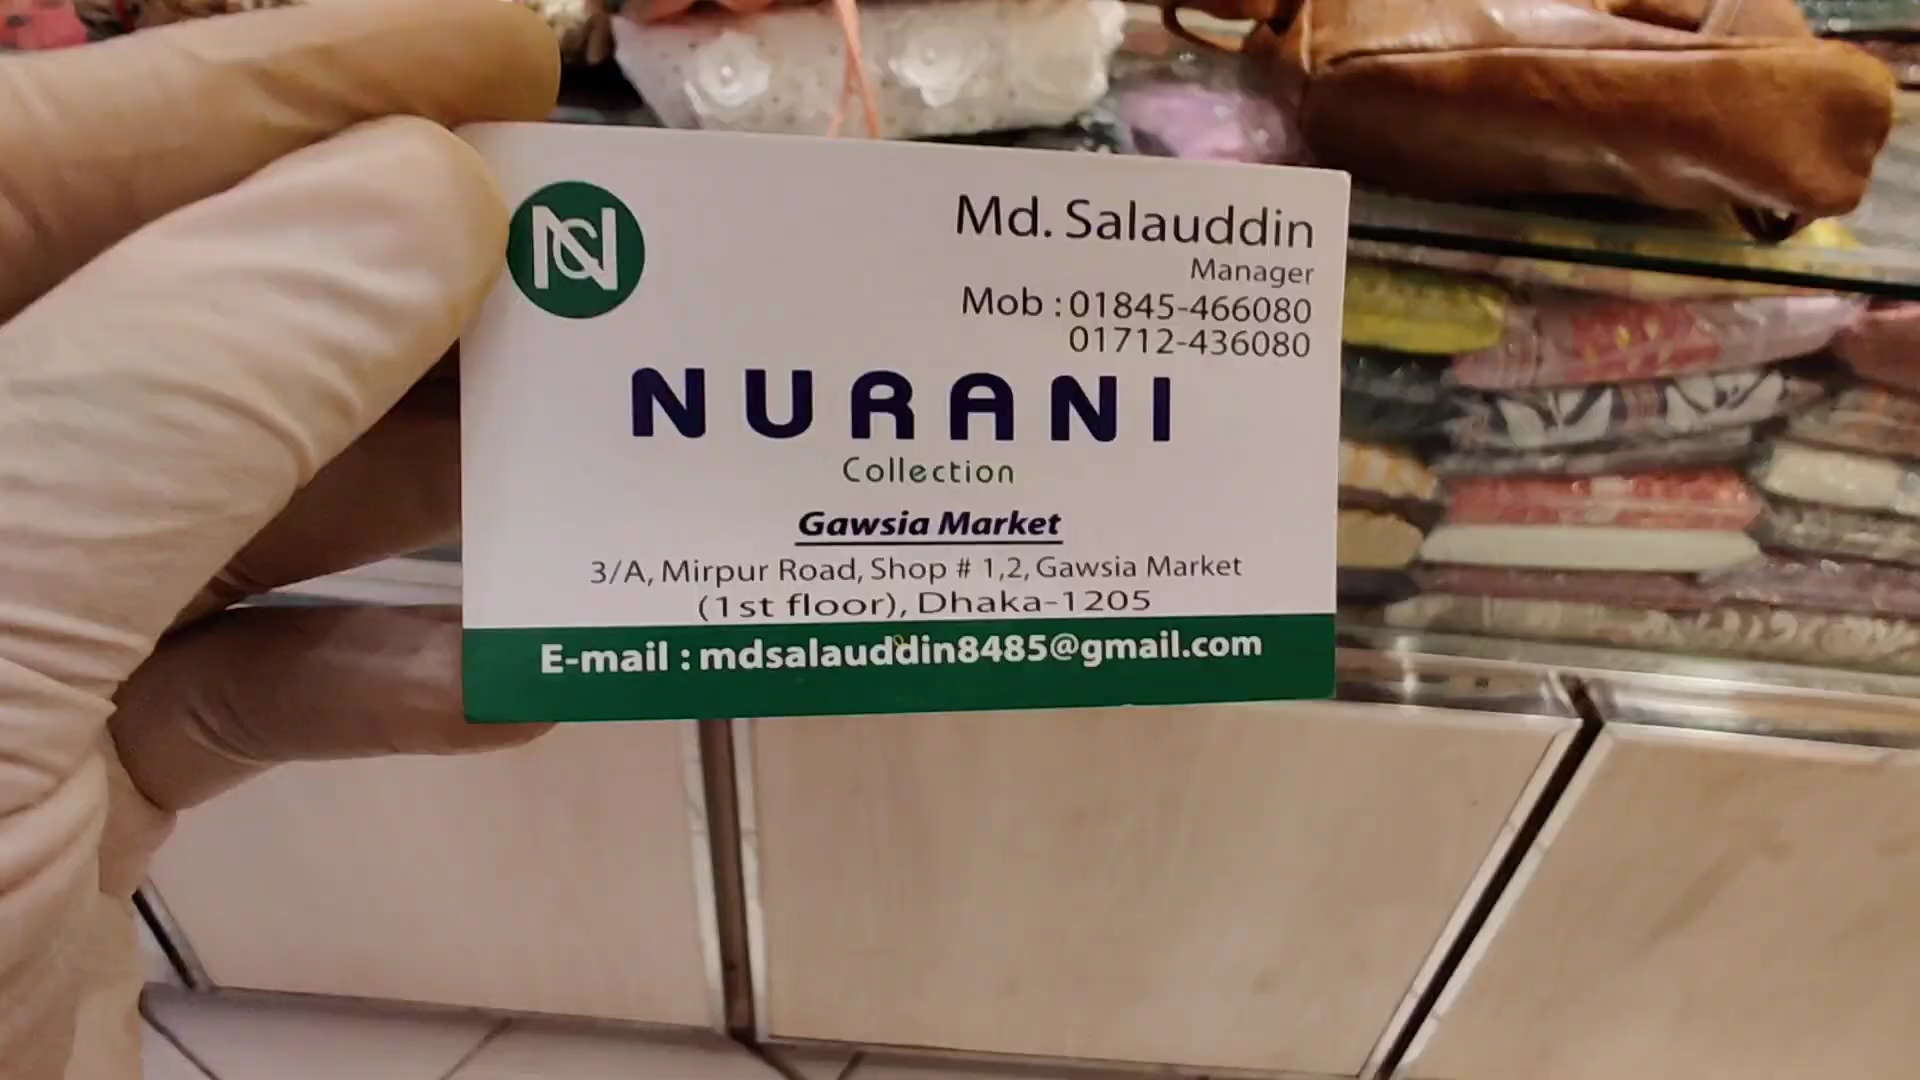 NC
Md. Salauddin
Manager
Mob : 01845-466080
01712-436080
NURANI
Collection
Gawsia Market
3/A, Mirpur Road, Shop # 1,2, Gawsia Market
(1st floor), Dhaka-1205
E-mail : mdsalauddin8485@gmail.com